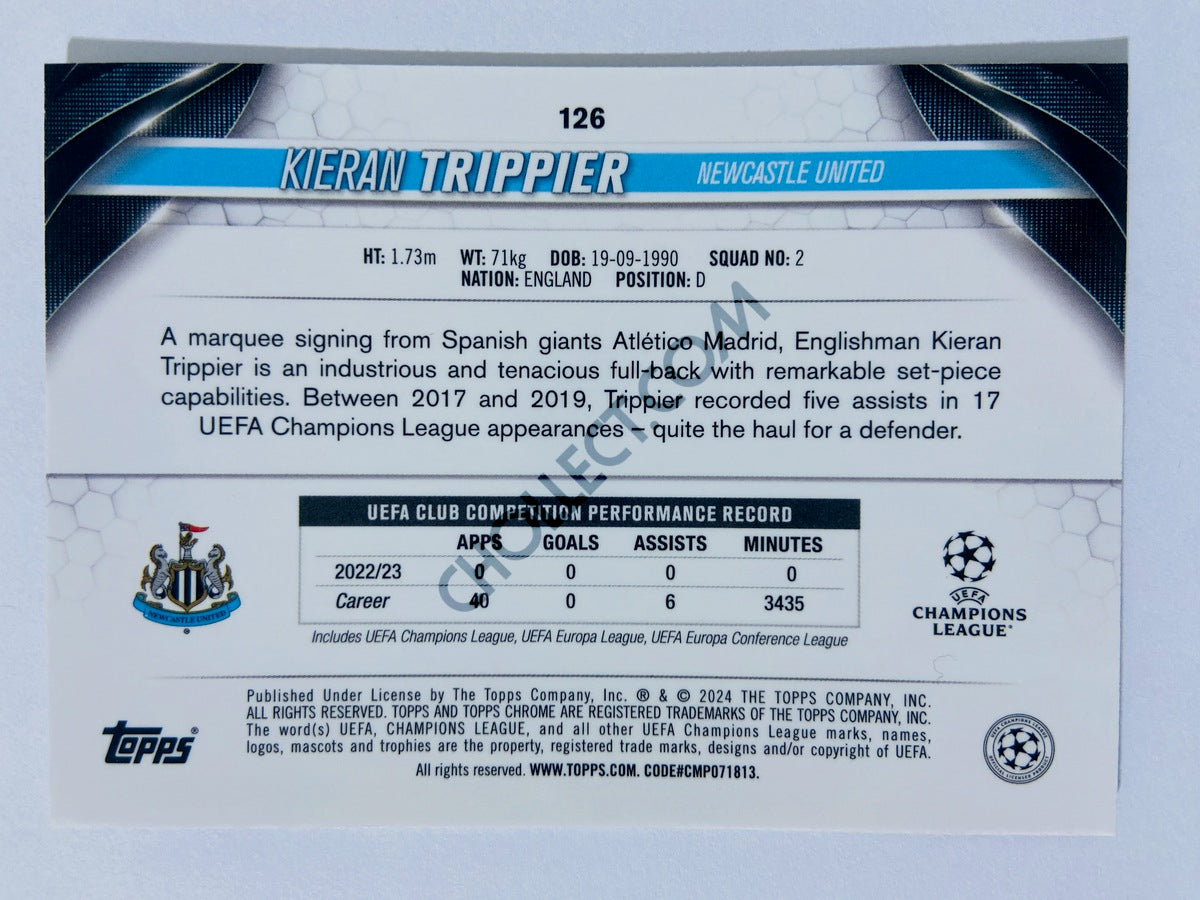 126
KIERAN TRIPPIER NEWCASTLE UNITED
HT: 1.73m WT: 71kg DOB: 19-09-1990 SQUAD NO: 2
NATION: ENGLAND POSITION: D
A marquee signing from Spanish giants Atlético Madrid, Englishman Kieran
Trippier is an industrious and tenacious full-back with remarkable set-piece
capabilities. Between 2017 and 2019, Trippier recorded five assists in 17
UEFA Champions League appearances – quite the haul for a defender.
CHOLLECT.COM
UEFA CLUB COMPETITION PERFORMANCE RECORD
APPS GOALS ASSISTS MINUTES
2022/23 0 0 0 0
Career 40 0 6 3435
Includes UEFA Champions League, UEFA Europa League, UEFA Europa Conference League
NEWCASTLE UNITED
®
UEFA
CHAMPIONS
LEAGUE®
Published Under License by The Topps Company, Inc. ® & © 2024 THE TOPPS COMPANY, INC.
ALL RIGHTS RESERVED. TOPPS AND TOPPS CHROME ARE REGISTERED TRADEMARKS OF THE TOPPS COMPANY, INC.
The word(s) UEFA, CHAMPIONS LEAGUE, and all other UEFA Champions League marks, names,
logos, mascots and trophies are the property, registered trade marks, designs and/or copyright of UEFA.
All rights reserved. WWW.TOPPS.COM. CODE#CMP071813.
topps®
UEFA CHAMPIONS LEAGUE
OFFICIAL LICENSED PRODUCT